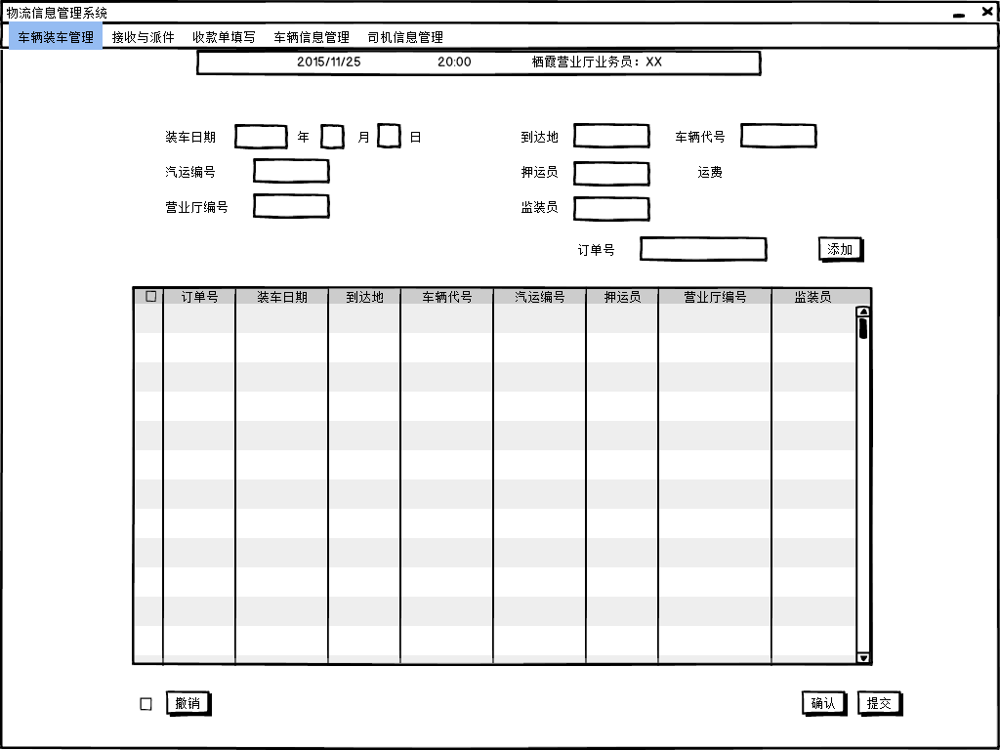 物流信息管理系统
车辆装车管理 接收与派件 收款单填写 车辆信息管理 司机信息管理
2015/11/25 20:00 栖霞营业厅业务员：XX
装车日期 年 月 日 到达地 车辆代号
汽运编号 押运员 运费
营业厅编号 监装员
订单号 添加
订单号 装车日期 到达地 车辆代号 汽运编号 押运员 营业厅编号 监装员
撤销 确认 提交